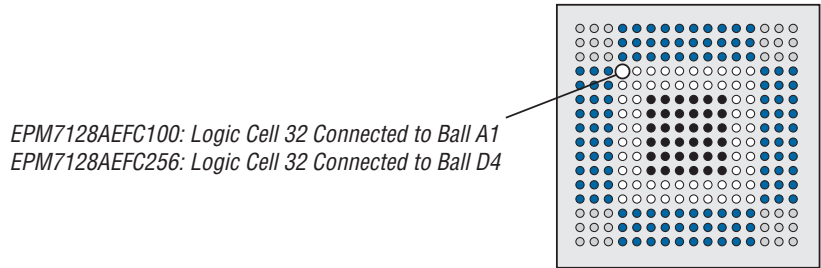 EPM7128AEFC100: Logic Cell 32 Connected to Ball A1
EPM7128AEFC256: Logic Cell 32 Connected to Ball D4